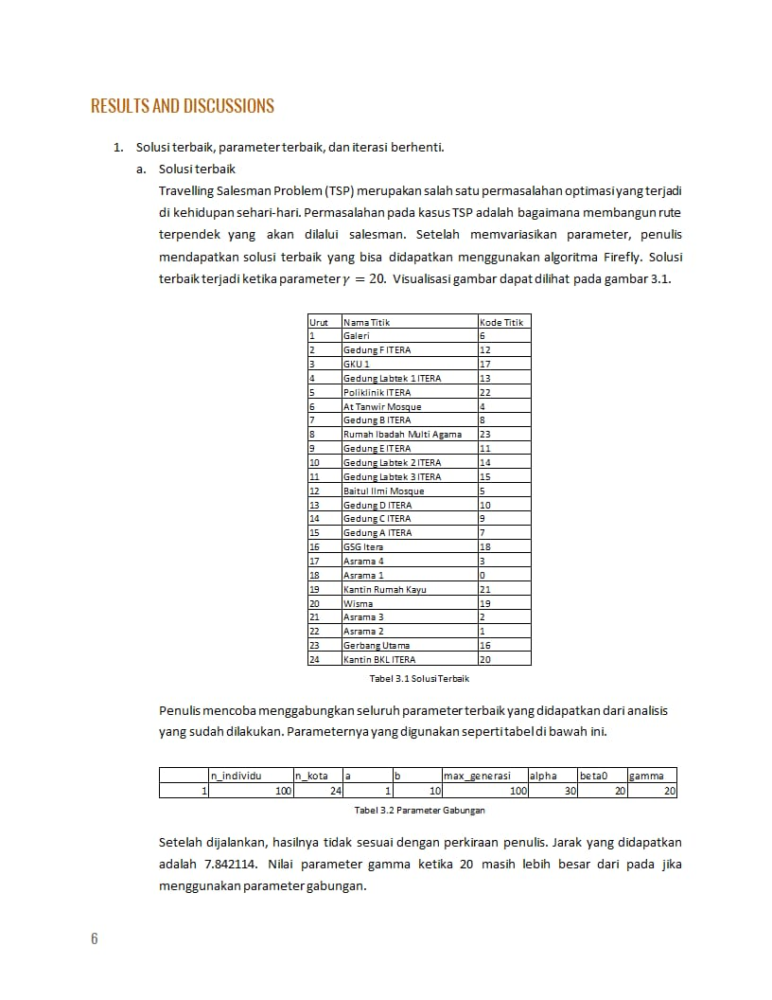 RESULTS AND DISCUSSIONS
1. Solusi terbaik, parameter terbaik, dan iterasi berhenti.
a. Solusi terbaik
Travelling Salesman Problem (TSP) merupakan salah satu permasalahan optimasi yang terjadi
di kehidupan sehari-hari. Permasalahan pada kasus TSP adalah bagaimana membangun rute
terpendek yang akan dilalui salesman. Setelah memvariasikan parameter, penulis
mendapatkan solusi terbaik yang bisa didapatkan menggunakan algoritma Firefly. Solusi
terbaik terjadi ketika parameter γ = 20. Visualisasi gambar dapat dilihat pada gambar 3.1.
Urut Nama Titik Kode Titik
1 Galeri 6
2 Gedung F ITERA 12
3 GKU 1 17
4 Gedung Labtek 1 ITERA 13
5 Poliklinik ITERA 22
6 At Tanwir Mosque 4
7 Gedung B ITERA 8
8 Rumah Ibadah Multi Agama 23
9 Gedung E ITERA 11
10 Gedung Labtek 2 ITERA 14
11 Gedung Labtek 3 ITERA 15
12 Baitul Ilmi Mosque 5
13 Gedung D ITERA 10
14 Gedung C ITERA 9
15 Gedung A ITERA 7
16 GSG Itera 18
17 Asrama 4 3
18 Asrama 1 0
19 Kantin Rumah Kayu 21
20 Wisma 19
21 Asrama 3 2
22 Asrama 2 1
23 Gerbang Utama 16
24 Kantin BKL ITERA 20
Tabel 3.1 Solusi Terbaik
Penulis mencoba menggabungkan seluruh parameter terbaik yang didapatkan dari analisis
yang sudah dilakukan. Parameternya yang digunakan seperti tabel di bawah ini.
n_individu n_kota a b max_generasi alpha beta0 gamma
1 100 24 1 10 100 30 20 20
Tabel 3.2 Parameter Gabungan
Setelah dijalankan, hasilnya tidak sesuai dengan perkiraan penulis. Jarak yang didapatkan
adalah 7.842114. Nilai parameter gamma ketika 20 masih lebih besar dari pada jika
menggunakan parameter gabungan.
6